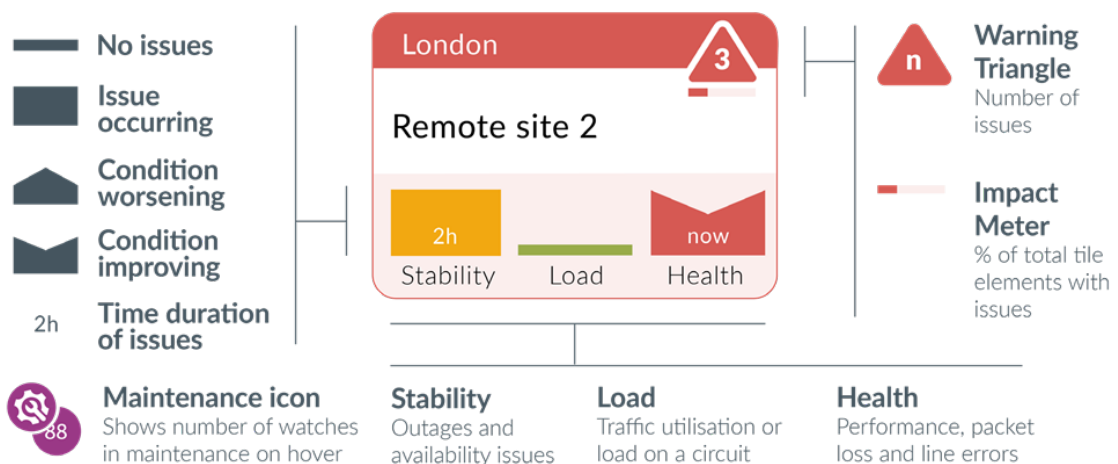 No issues
Issue
occurring
Condition
worsening
Condition
improving
2h
Time duration
of issues
88
Maintenance icon
Shows number of watches
in maintenance on hover
London
3
Remote site 2
2h
now
Stability
Load
Health
n
Warning
Triangle
Number of
issues
Impact
Meter
% of total tile
elements with
issues
Stability
Outages and
availability issues
Load
Traffic utilisation or
load on a circuit
Health
Performance, packet
loss and line errors